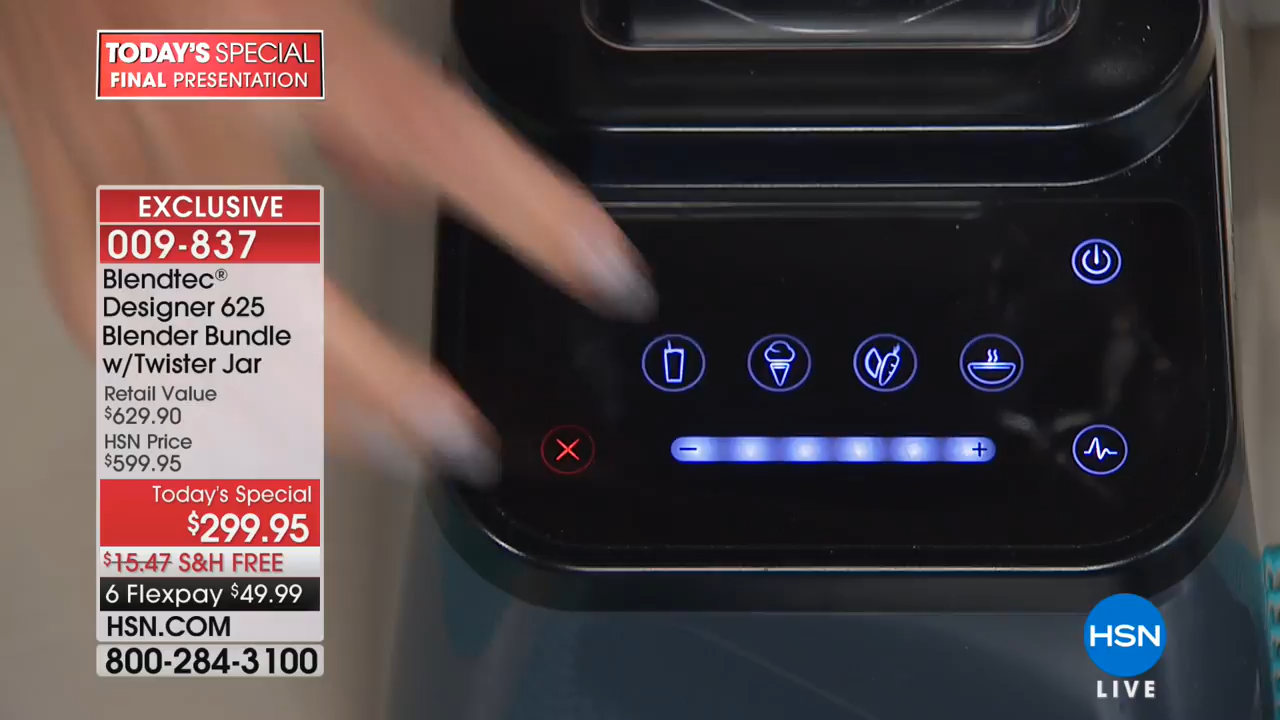 TODAY'S SPECIAL
FINAL PRESENTATION
EXCLUSIVE
009-837
Blendtec®
Designer 625
Blender Bundle
w/Twister Jar
Retail Value
$629.90
HSN Price
$599.95
Today's Special
$299.95
$15.47 S&H FREE
6 Flexpay $49.99
HSN.COM
800-284-3100
- +
HSN
LIVE